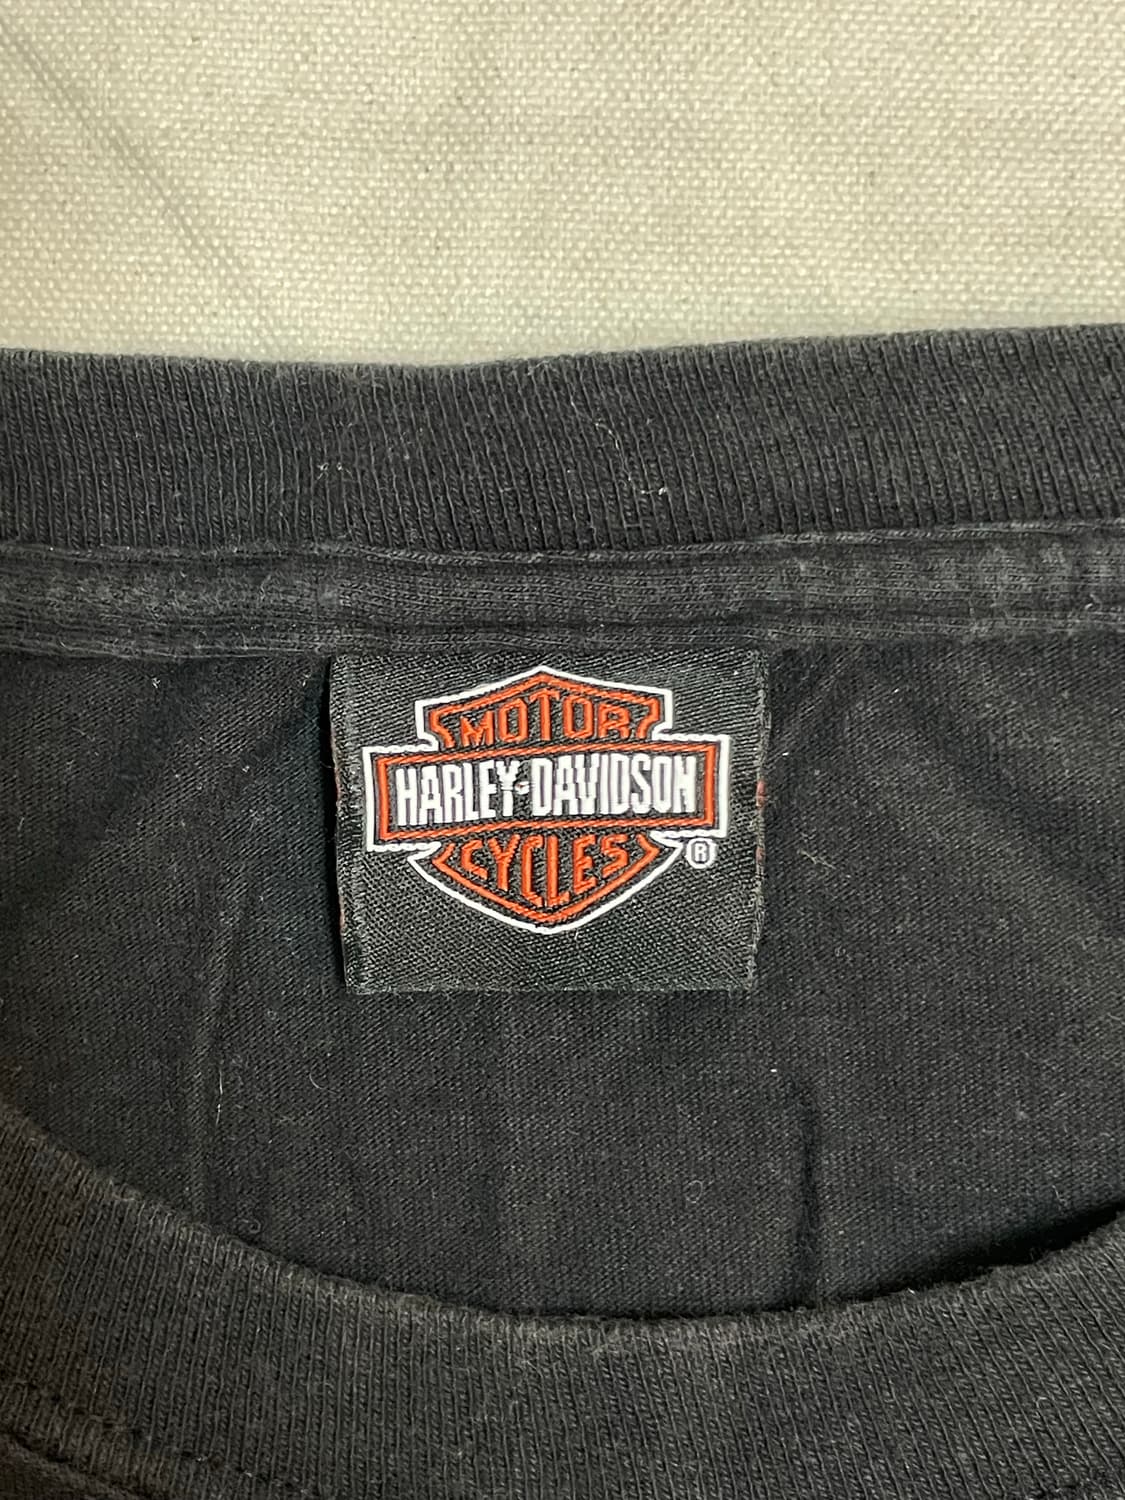 MOTOR
HARLEY-DAVIDSON
CYCLES
®